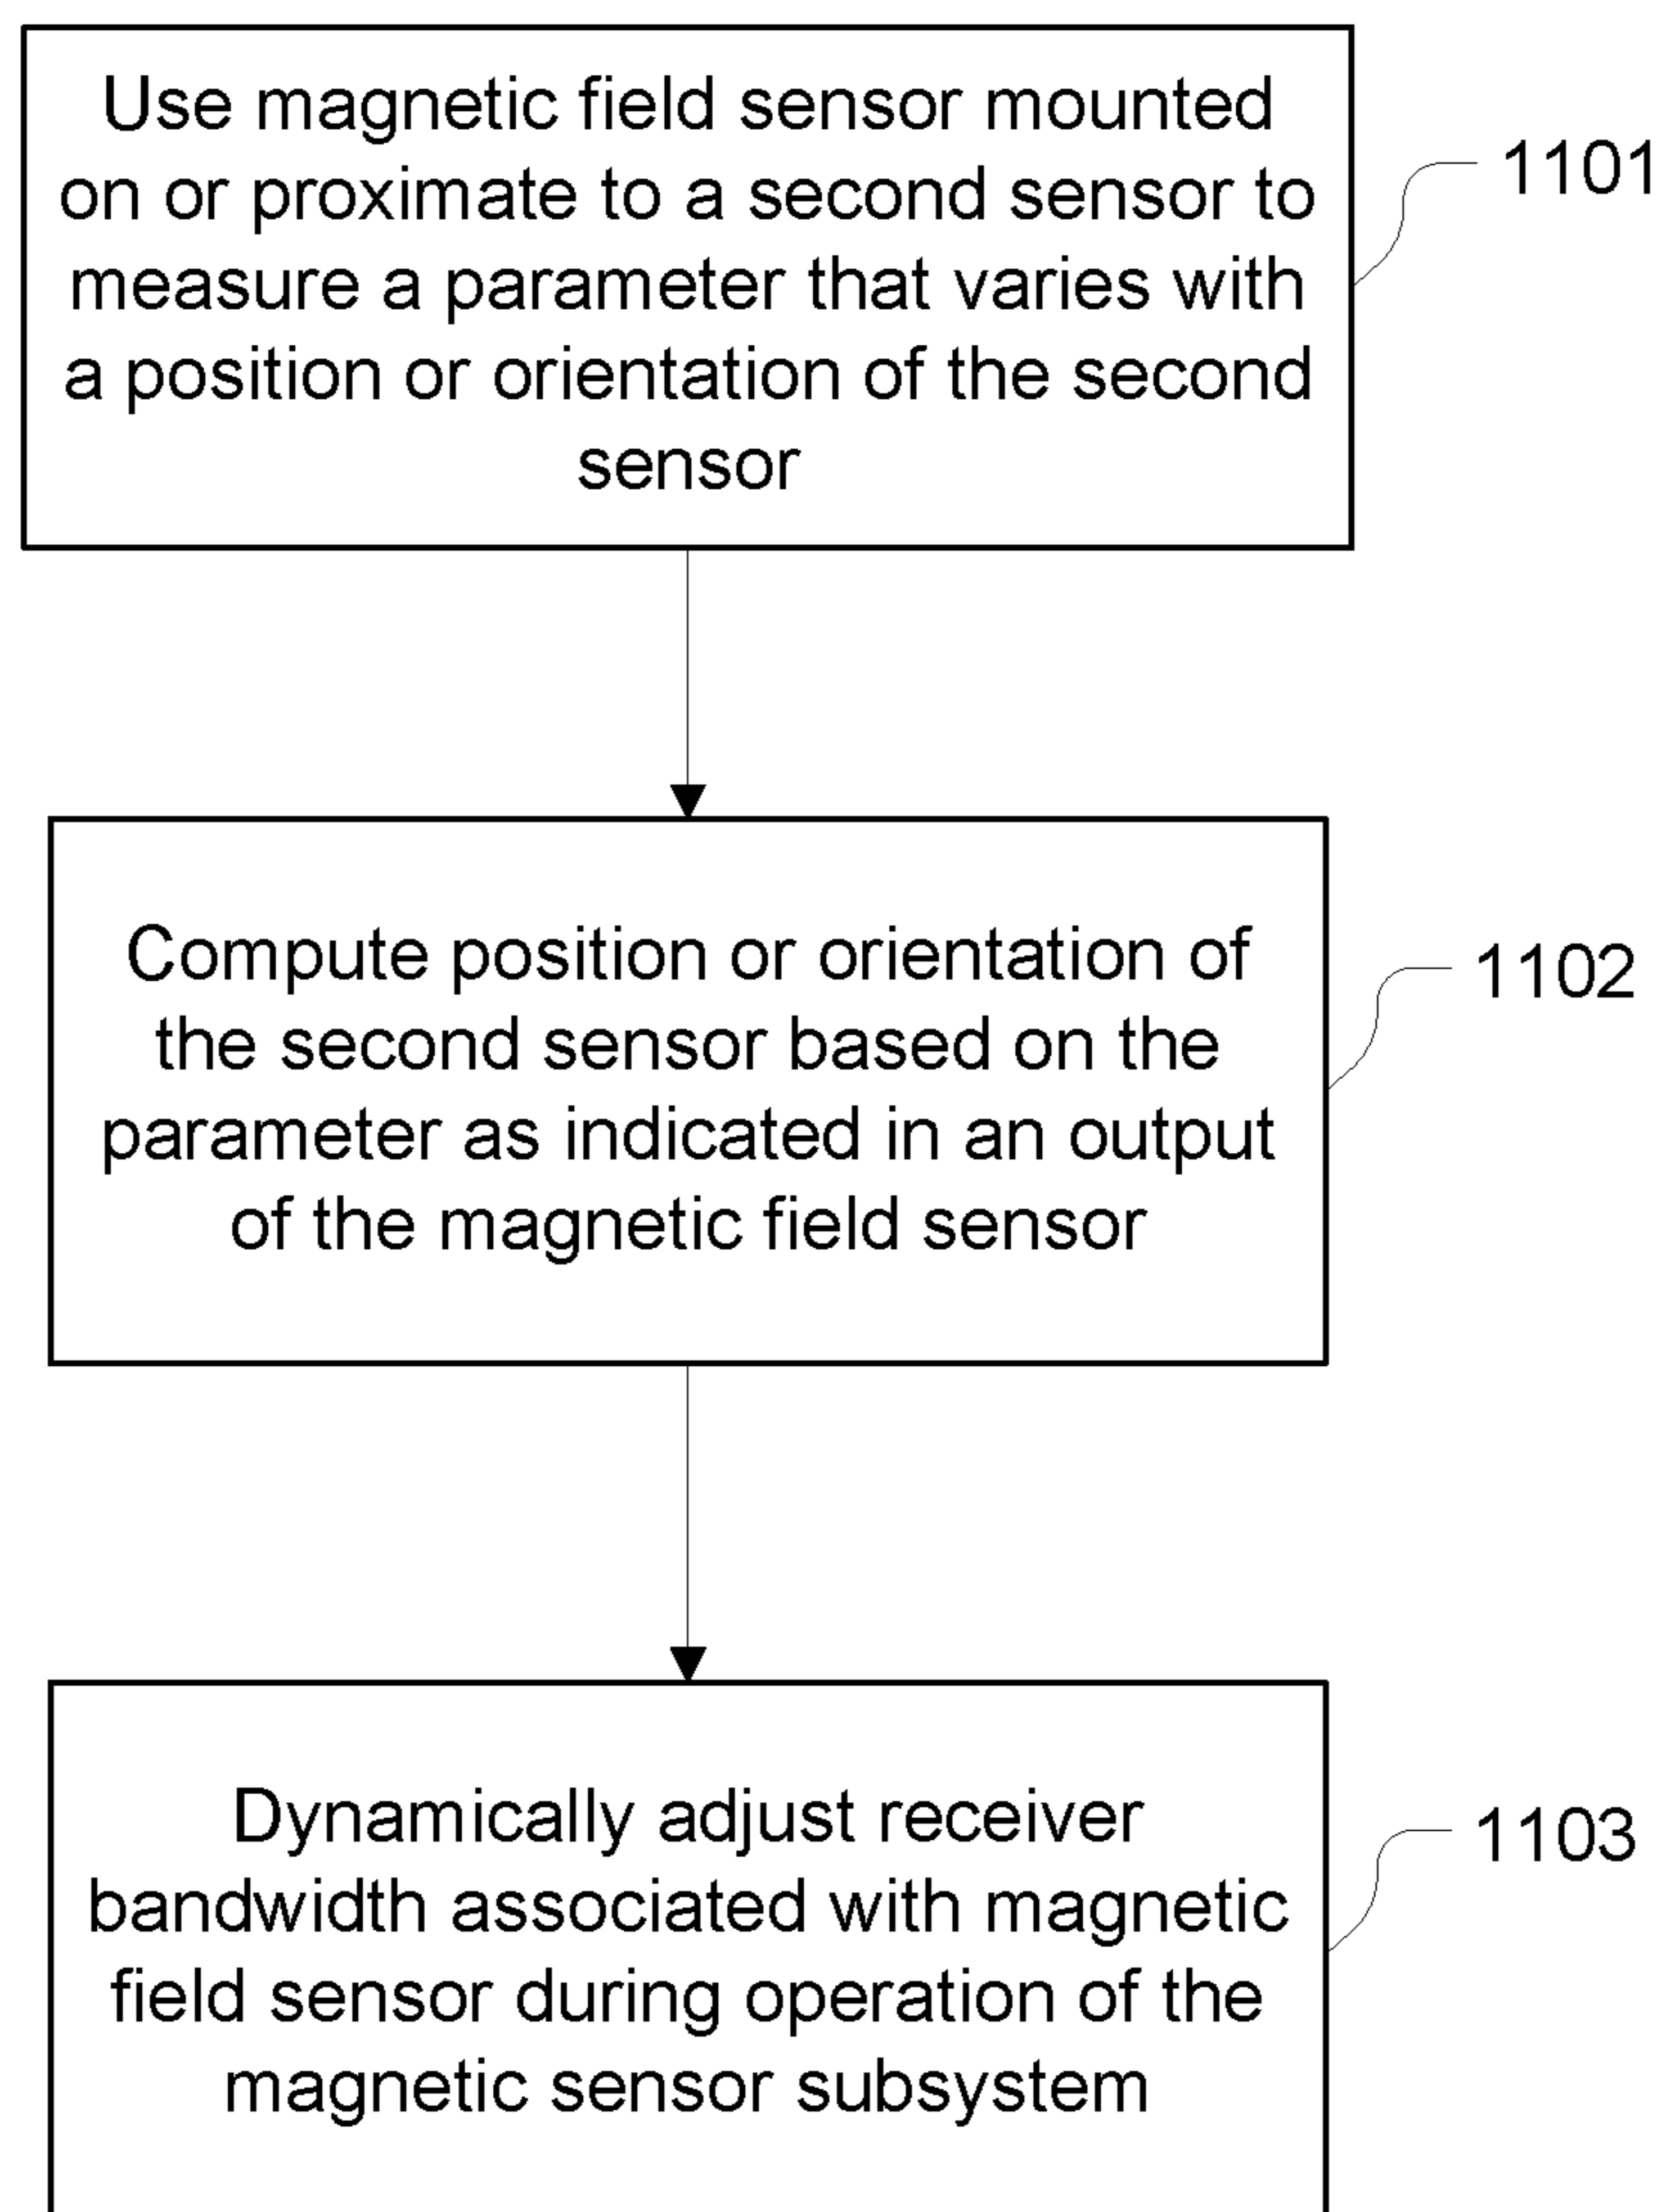 Use magnetic field sensor mounted
on or proximate to a second sensor to
measure a parameter that varies with
a position or orientation of the second
sensor
1101
Compute position or orientation of
the second sensor based on the
parameter as indicated in an output
of the magnetic field sensor
1102
Dynamically adjust receiver
bandwidth associated with magnetic
field sensor during operation of the
magnetic sensor subsystem
1103